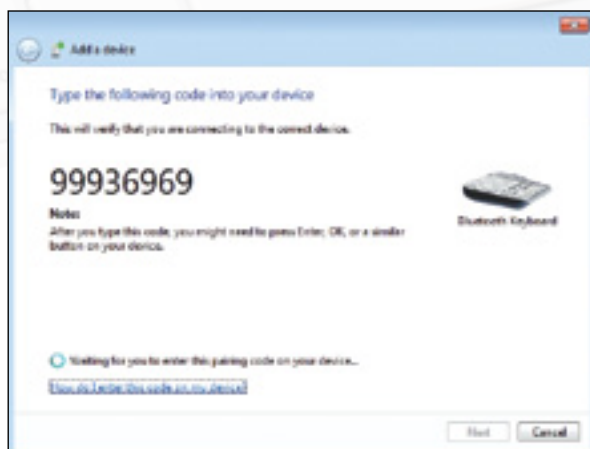 Add a device
Type the following code into your device
This will verify that you are connecting to the correct device.
99936969
Note:
After you type this code, you might need to press Enter, OK, or a similar
button on your device.
Bluetooth Keyboard
Waiting for you to enter this pairing code on your device...
How do I enter this code on my device?
Next
Cancel